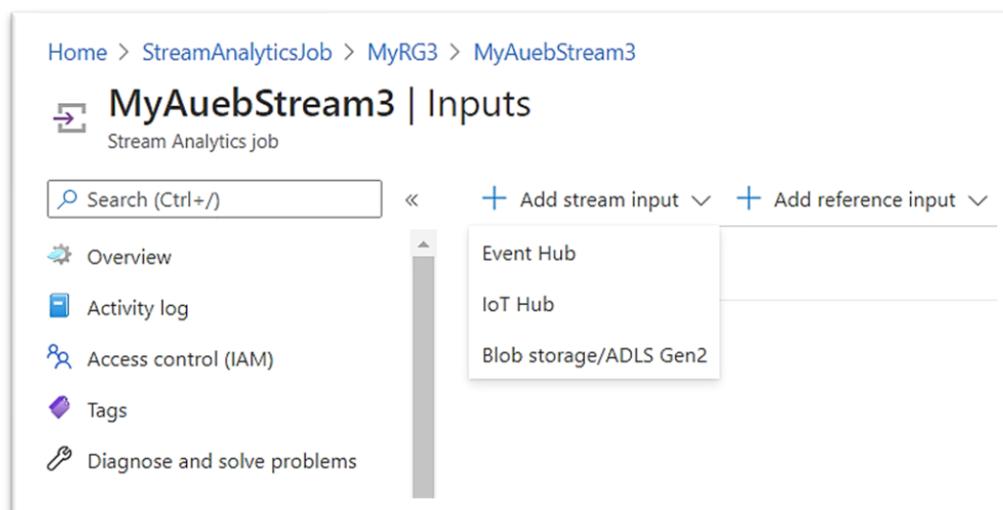 Home > StreamAnalyticsJob > MyRG3 > MyAuebStream3
MyAuebStream3 | Inputs
Stream Analytics job
Search (Ctrl+/)
«
Add stream input
Add reference input
Event Hub
IoT Hub
Blob storage/ADLS Gen2
Overview
Activity log
Access control (IAM)
Tags
Diagnose and solve problems